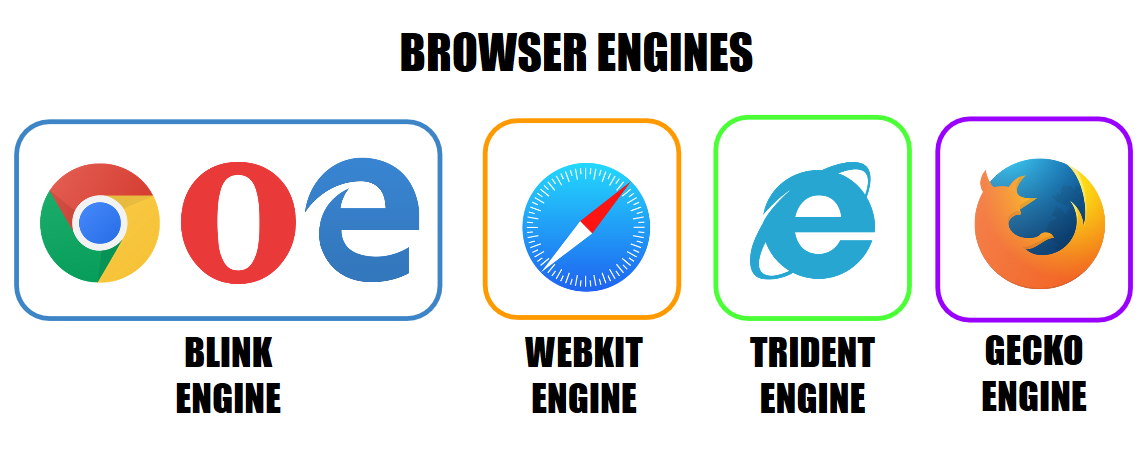 BROWSER ENGINES
BLINK
ENGINE
WEBKIT
ENGINE
TRIDENT
ENGINE
GECKO
ENGINE